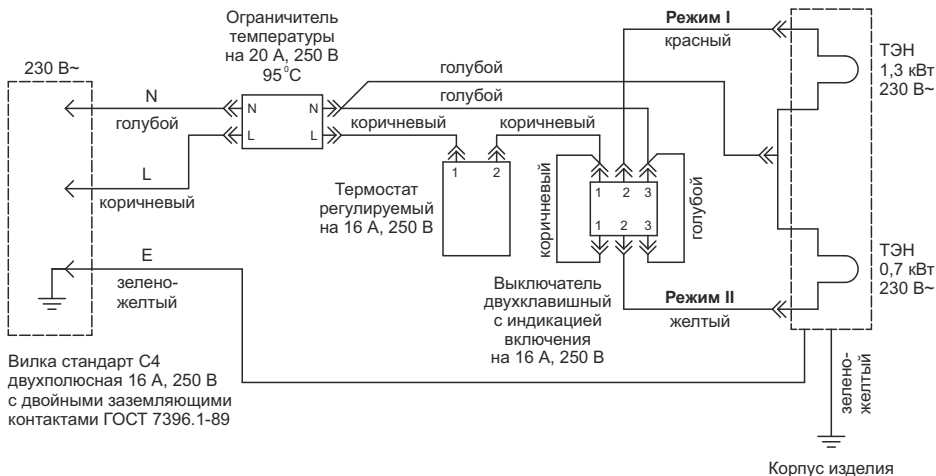 Ограничитель
температуры
на 20 А, 250 В
95⁰С
Режим I
красный
ТЭН
1,3 кВт
230 В~
230 В~
N
голубой
N
N
L
L
голубой
голубой
коричневый
коричневый
L
коричневый
1
2
Термостат
регулируемый
на 16 А, 250 В
коричневый
1
2
3
1
2
3
голубой
E
зелено-
желтый
Выключатель
двухклавишный
с индикацией
включения
на 16 А, 250 В
Режим II
желтый
ТЭН
0,7 кВт
230 В~
Вилка стандарт С4
двухполюсная 16 А, 250 В
с двойными заземляющими
контактами ГОСТ 7396.1-89
зелено-
желтый
Корпус изделия